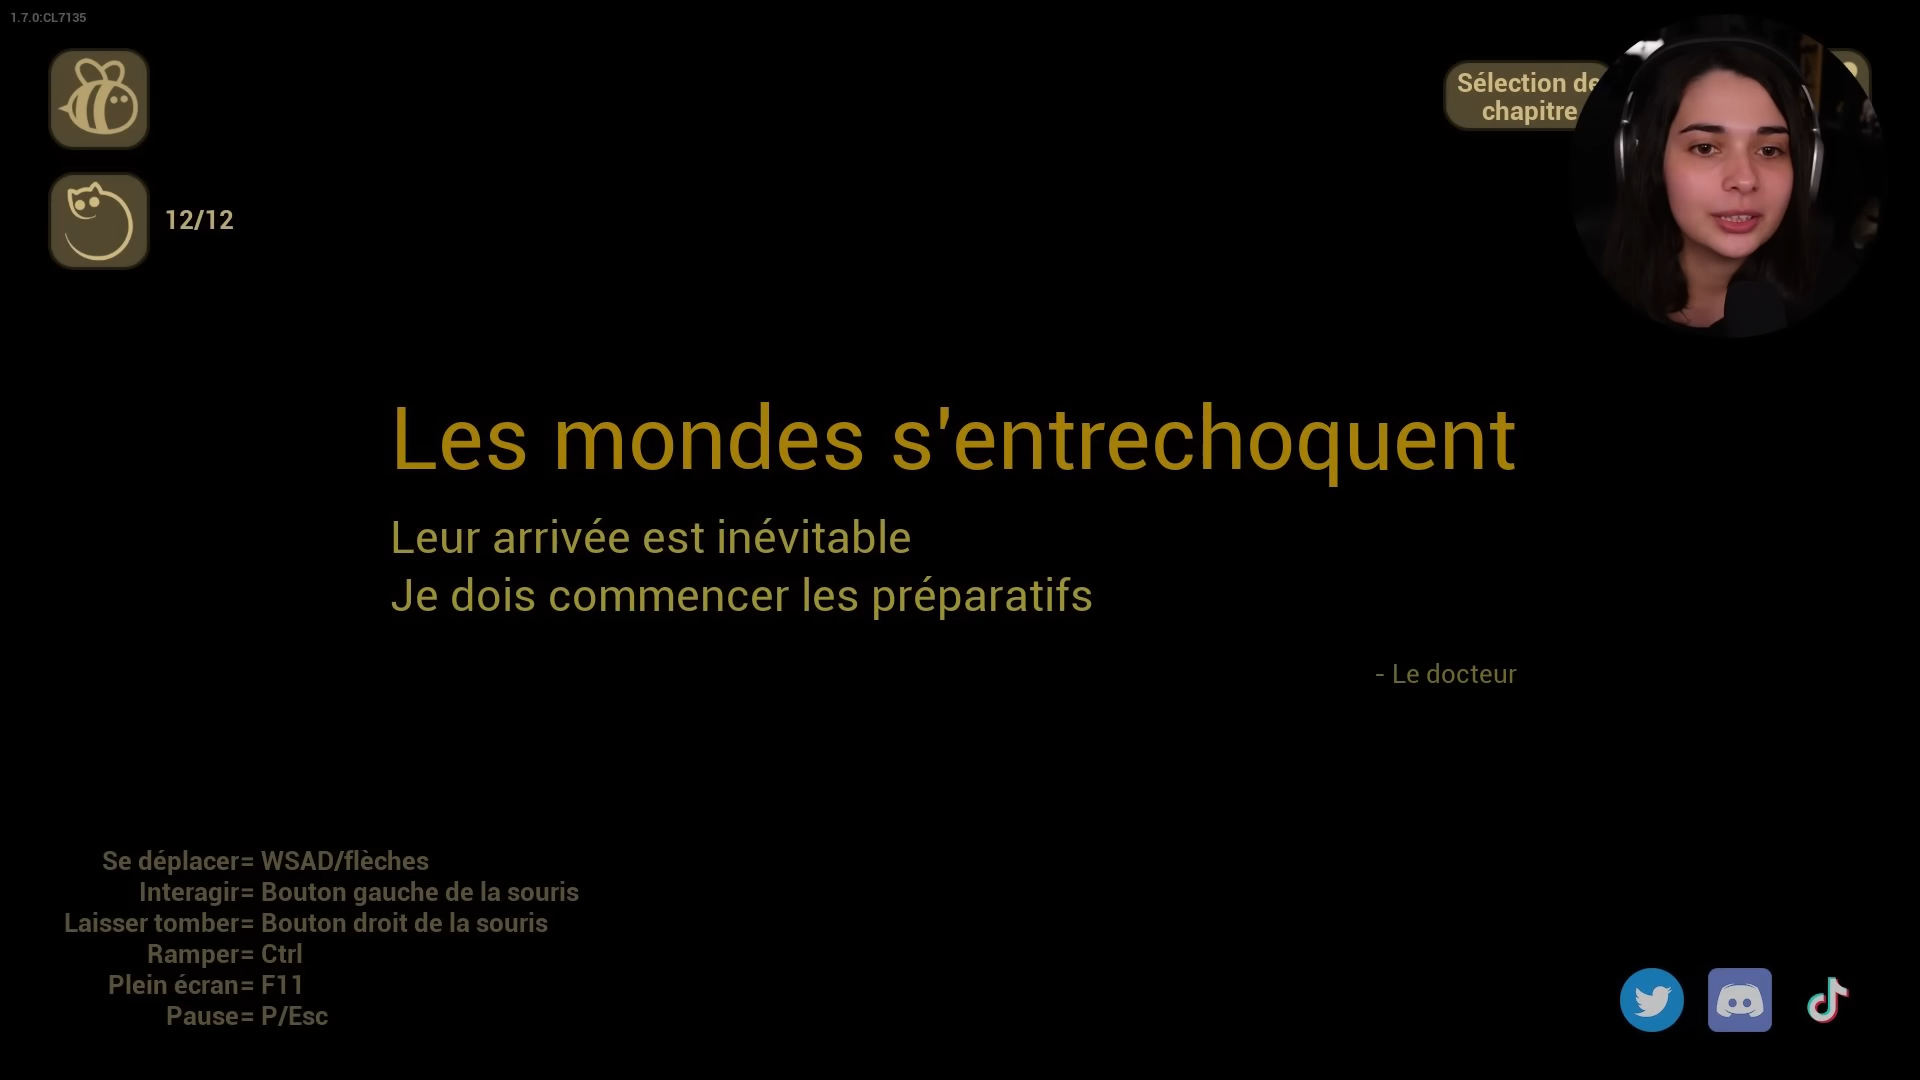 1.7.0:CL7135
Sélection de
chapitre
12/12
Les mondes s'entrechoquent
Leur arrivée est inévitable
Je dois commencer les préparatifs
- Le docteur
Se déplacer= WSAD/flèches
Interagir= Bouton gauche de la souris
Laisser tomber= Bouton droit de la souris
Ramper= Ctrl
Plein écran= F11
Pause= P/Esc